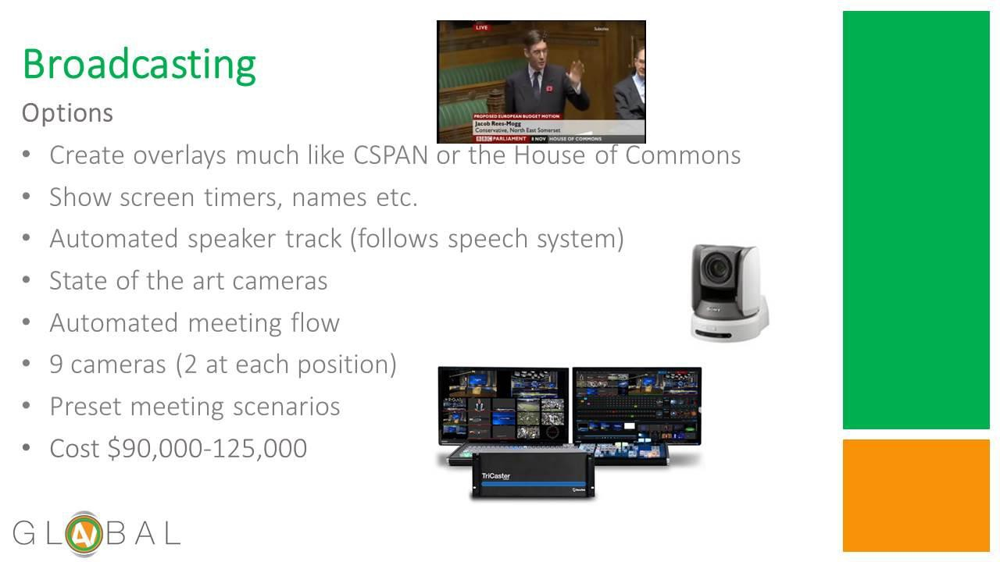 Broadcasting
Options
LIVE
Subtitles
PROPOSED EUROPEAN BUDGET MOTION
Jacob Rees-Mogg
Conservative, North East Somerset
BBC PARLIAMENT 8 NOV HOUSE OF COMMONS
• Create overlays much like CSPAN or the House of Commons
• Show screen timers, names etc.
• Automated speaker track (follows speech system)
• State of the art cameras
• Automated meeting flow
• 9 cameras (2 at each position)
• Preset meeting scenarios
• Cost $90,000-125,000
SONY
TriCaster
NewTek
GLOBAL
AV